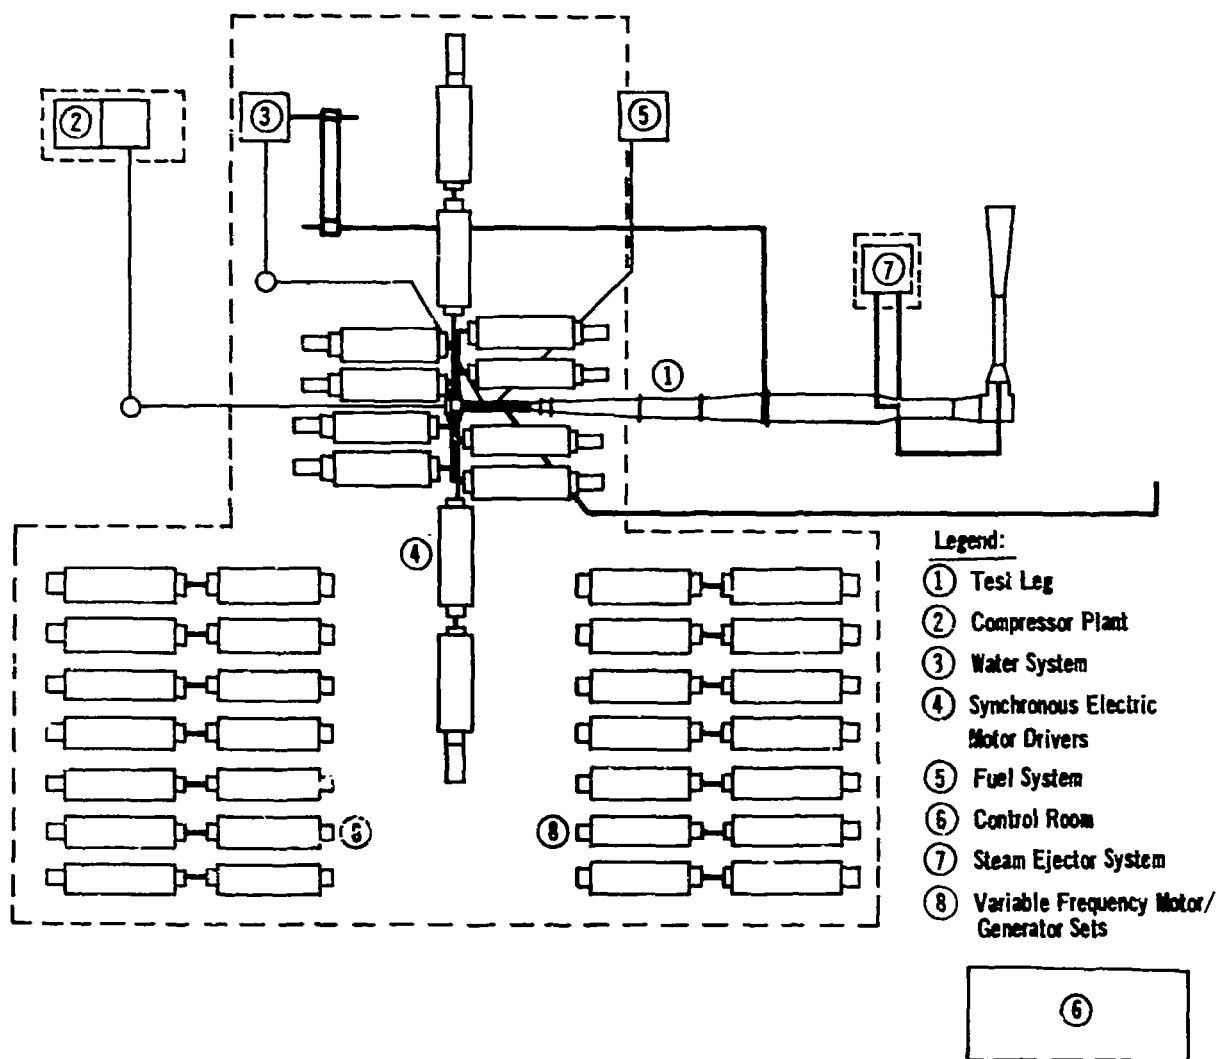 ②
③
⑤
⑦
①
④
⑥
⑧
Legend:
① Test Leg
② Compressor Plant
③ Water System
④ Synchronous Electric
Motor Drivers
⑤ Fuel System
⑥ Control Room
⑦ Steam Ejector System
⑧ Variable Frequency Motor/
Generator Sets
⑥